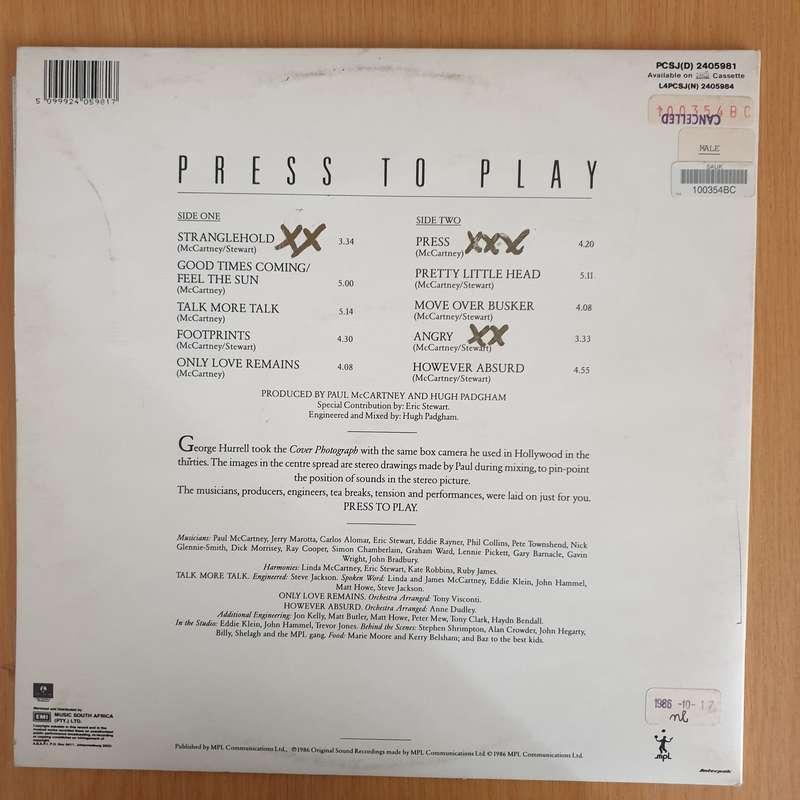 5 099924 059817
PCSJ(D) 2405981
Available on Cassette
L4PCSJ(N) 2405984
100354BC
CANCELLED
MALE
SAUK
100354BC
PRESS TO PLAY
SIDE ONE
STRANGLEHOLD XX 3.34
(McCartney/Stewart)
GOOD TIMES COMING/
FEEL THE SUN 5.00
(McCartney)
TALK MORE TALK 5.14
(McCartney)
FOOTPRINTS 4.30
(McCartney/Stewart)
ONLY LOVE REMAINS 4.08
(McCartney)
SIDE TWO
PRESS XXX 4.20
(McCartney)
PRETTY LITTLE HEAD 5.11
(McCartney/Stewart)
MOVE OVER BUSKER 4.08
(McCartney/Stewart)
ANGRY XX 3.33
(McCartney/Stewart)
HOWEVER ABSURD 4.55
(McCartney/Stewart)
PRODUCED BY PAUL McCARTNEY AND HUGH PADGHAM
Special Contribution by: Eric Stewart.
Engineered and Mixed by: Hugh Padgham.
George Hurrell took the Cover Photograph with the same box camera he used in Hollywood in the
thirties. The images in the centre spread are stereo drawings made by Paul during mixing, to pin-point
the position of sounds in the stereo picture.
The musicians, producers, engineers, tea breaks, tension and performances, were laid on just for you.
PRESS TO PLAY.
Musicians: Paul McCartney, Jerry Marotta, Carlos Alomar, Eric Stewart, Eddie Rayner, Phil Collins, Pete Townshend, Nick
Glennie-Smith, Dick Morrisey, Ray Cooper, Simon Chamberlain, Graham Ward, Lennie Pickett, Gary Barnacle, Gavin
Wright, John Bradbury.
Harmonies: Linda McCartney, Eric Stewart, Kate Robbins, Ruby James.
TALK MORE TALK. Engineered: Steve Jackson. Spoken Word: Linda and James McCartney, Eddie Klein, John Hammel,
Matt Howe, Steve Jackson.
ONLY LOVE REMAINS. Orchestra Arranged: Tony Visconti.
HOWEVER ABSURD. Orchestra Arranged: Anne Dudley.
Additional Engineering: Jon Kelly, Matt Butler, Matt Howe, Peter Mew, Tony Clark, Haydn Bendall.
In the Studio: Eddie Klein, John Hammel, Trevor Jones. Behind the Scenes: Stephen Shrimpton, Alan Crowder, John Hegarty,
Billy, Shelagh and the MPL gang. Food: Marie Moore and Kerry Belsham; and Baz to the best kids.
EMI MUSIC SOUTH AFRICA
(PTY.) LTD.
1986 -10- 17
mpl
Published by MPL Communications Ltd., ©1986 Original Sound Recordings made by MPL Communications Ltd. ℗ 1986 MPL Communications Ltd.
Interpak